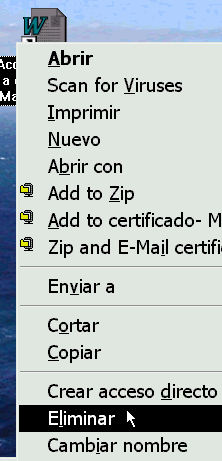 Abrir
Scan for Viruses
Imprimir
Nuevo
Abrir con
Add to Zip
Add to certificado- M
Zip and E-Mail certifi
Enviar a
Cortar
Copiar
Crear acceso directo
Eliminar
Cambiar nombre